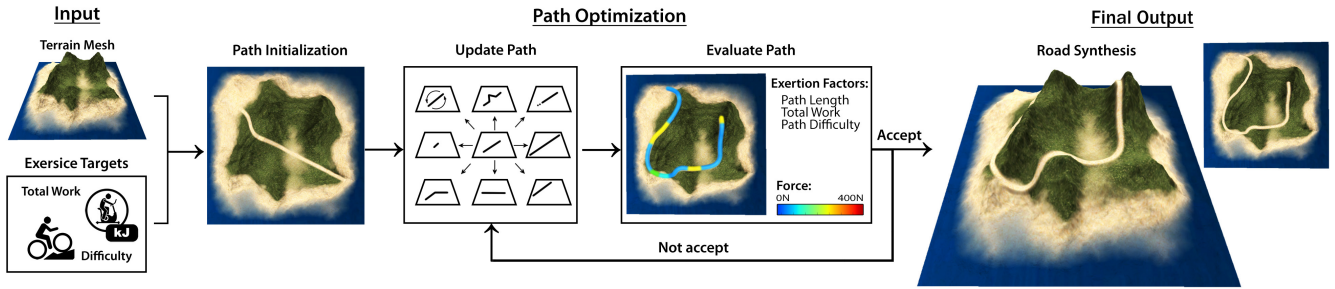 Input
Path Optimization
Final Output
Terrain Mesh
Path Initialization
Update Path
Evaluate Path
Road Synthesis
Exertion Factors:
Path Length
Total Work
Path Difficulty
Accept
Exersice Targets
Total Work
kJ
Difficulty
Force:
0N 400N
Not accept